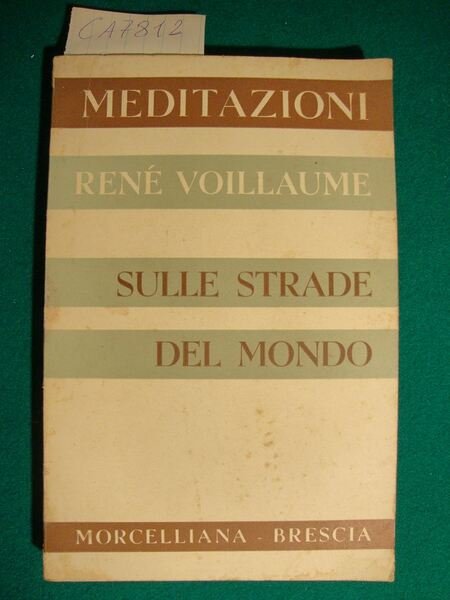 CA7812
MEDITAZIONI
RENÉ VOILLAUME
SULLE STRADE
DEL MONDO
MORCELLIANA - BRESCIA